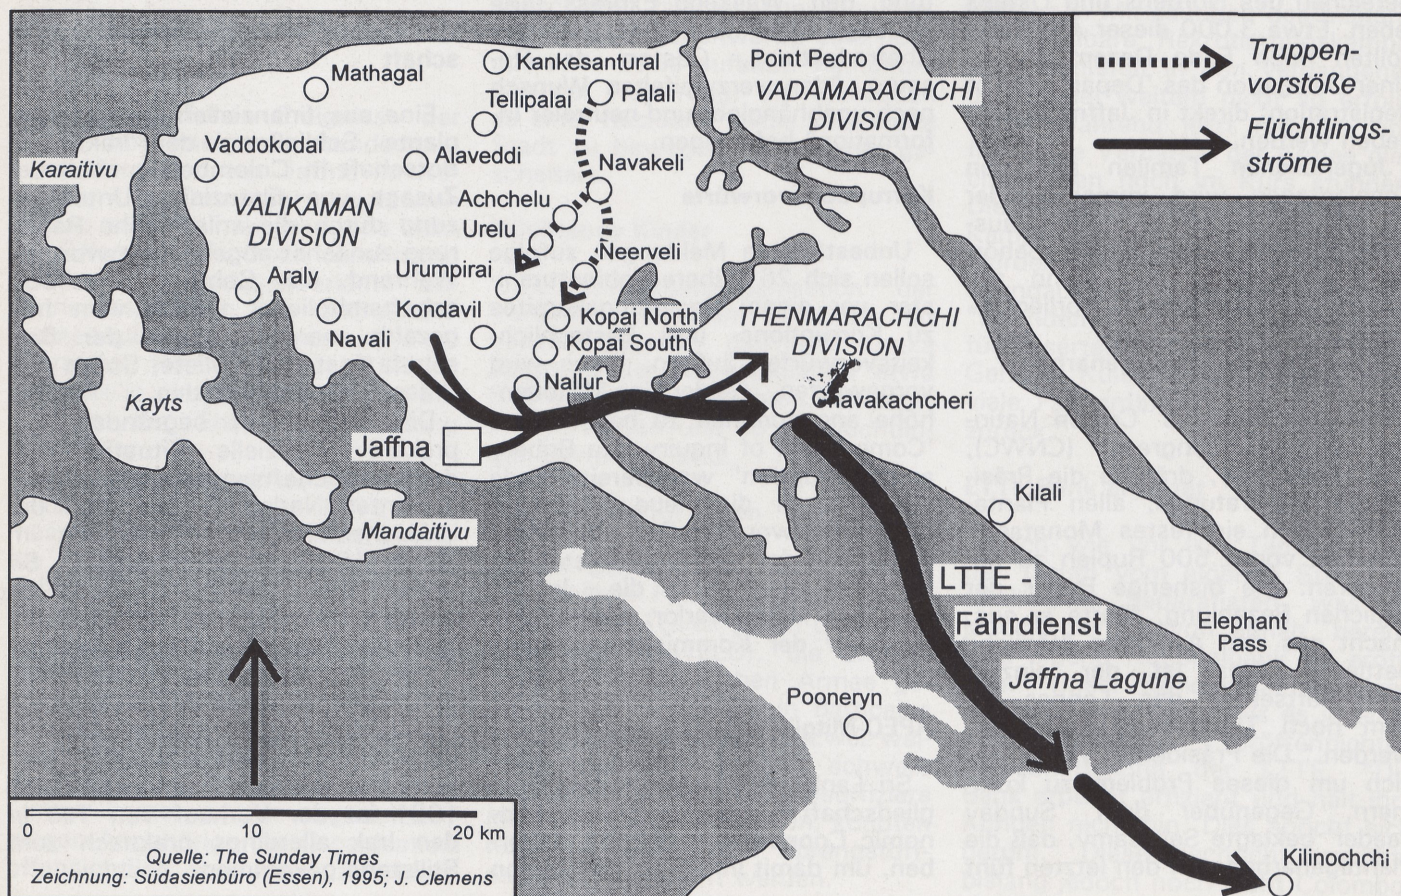 Truppen-
vorstöße
Flüchtlings-
ströme
Kankesantural
Point Pedro
Mathagal
Tellipalai
Palali
VADAMARACHCHI
DIVISION
Karaitivu
Vaddokodai
Alaveddi
Navakeli
Achchelu
VALIKAMAN
DIVISION
Urelu
Neerveli
Araly
Urumpirai
Kondavil
Kopai North
THENMARACHCHI
DIVISION
Navali
Kopai South
Nallur
Chavakachcheri
Kayts
Jaffna
Mandaitivu
Kilali
LTTE -
Fährdienst
Elephant
Pass
Jaffna Lagune
Pooneryn
0 10 20 km
Quelle: The Sunday Times
Zeichnung: Südasienbüro (Essen), 1995; J. Clemens
Kilinochchi